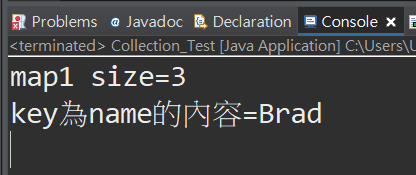 Problems Javadoc Declaration Console
<terminated> Collection_Test [Java Application] C:\Users\
map1 size=3
key為name的內容=Brad